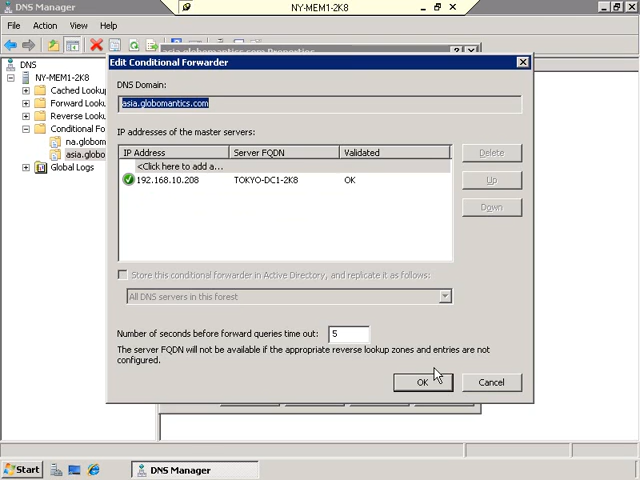 DNS Manager
NY-MEM1-2K8
File Action View Help
asia.globomantics.com Properties
Edit Conditional Forwarder
DNS
NY-MEM1-2K8
Cached Looku
Forward Looku
Reverse Looku
Conditional Fo
na.globom
asia.globo
Global Logs
DNS Domain:
asia.globomantics.com
IP addresses of the master servers:
IP Address Server FQDN Validated
<Click here to add a...
192.168.10.208 TOKYO-DC1-2K8 OK
Delete
Up
Down
Store this conditional forwarder in Active Directory, and replicate it as follows:
All DNS servers in this forest
Number of seconds before forward queries time out: 5
The server FQDN will not be available if the appropriate reverse lookup zones and entries are not
configured.
OK Cancel
Start DNS Manager